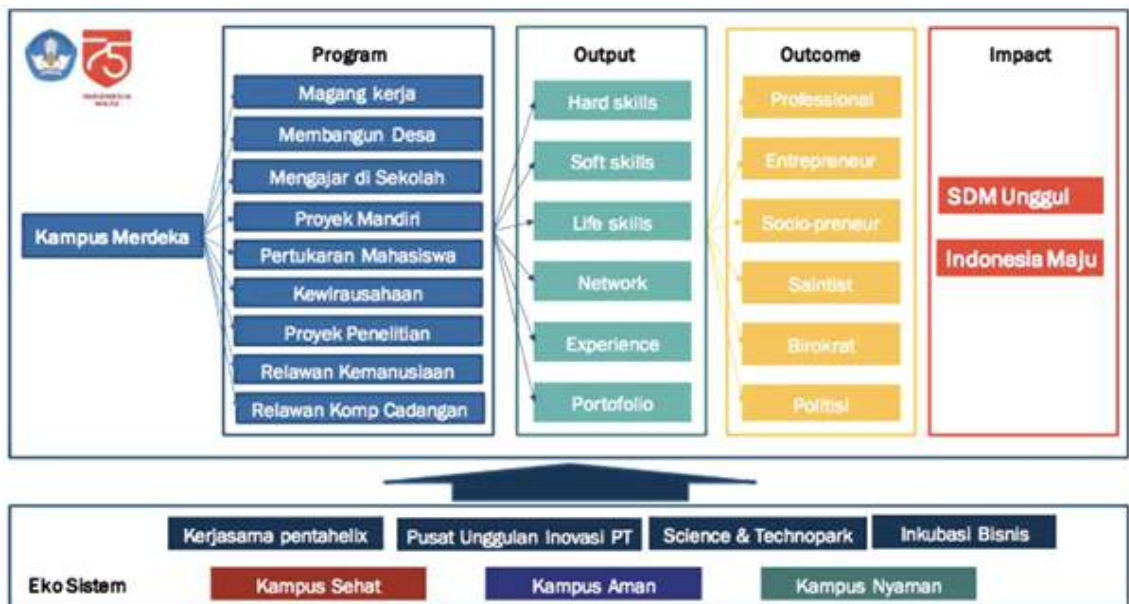 75
INDONESIA
MAJU
Kampus Merdeka
Program
Magang kerja
Membangun Desa
Mengajar di Sekolah
Proyek Mandiri
Pertukaran Mahasiswa
Kewirausahaan
Proyek Penelitian
Relawan Kemanusiaan
Relawan Komp Cadangan
Output
Hard skills
Soft skills
Life skills
Network
Experience
Portofolio
Outcome
Professional
Entrepreneur
Socio-preneur
Saintist
Birokrat
Politisi
Impact
SDM Unggul
Indonesia Maju
Kerjasama pentahelix
Pusat Unggulan Inovasi PT
Science & Technopark
Inkubasi Bisnis
Eko Sistem
Kampus Sehat
Kampus Aman
Kampus Nyaman